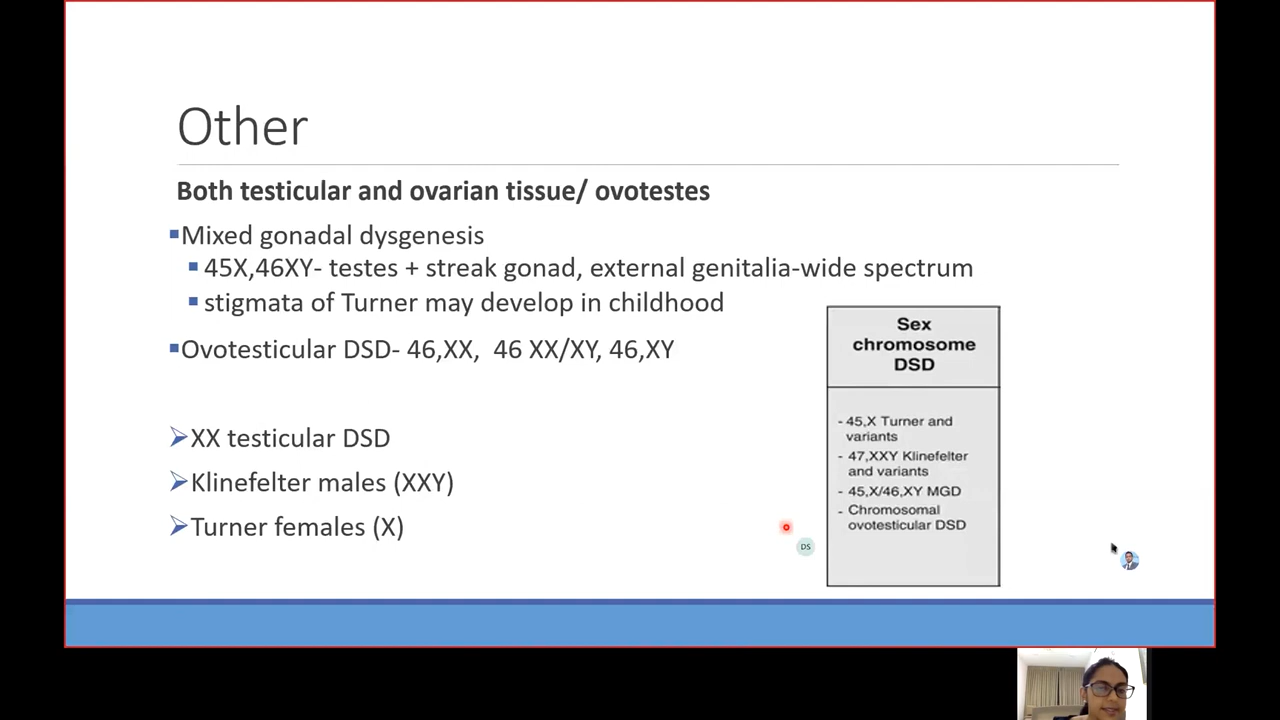 Other
Both testicular and ovarian tissue/ ovotestes
Mixed gonadal dysgenesis
45X,46XY- testes + streak gonad, external genitalia-wide spectrum
stigmata of Turner may develop in childhood
Ovotesticular DSD- 46,XX, 46 XX/XY, 46,XY
XX testicular DSD
Klinefelter males (XXY)
Turner females (X)
Sex
chromosome
DSD
- 45,X Turner and
variants
- 47,XXY Klinefelter
and variants
- 45,X/46,XY MGD
- Chromosomal
ovotesticular DSD
DS